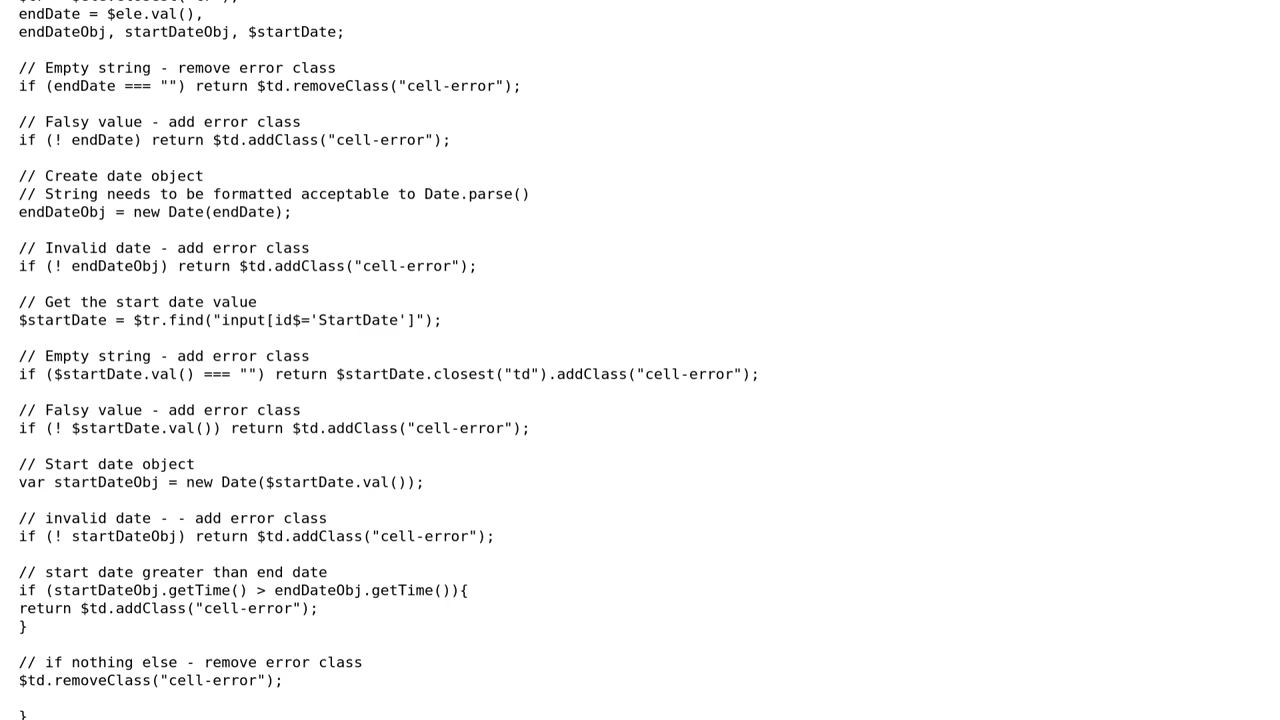 endDate = $ele.val(),
endDateObj, startDateObj, $startDate;
// Empty string - remove error class
if (endDate === "") return $td.removeClass("cell-error");
// Falsy value - add error class
if (! endDate) return $td.addClass("cell-error");
// Create date object
// String needs to be formatted acceptable to Date.parse()
endDateObj = new Date(endDate);
// Invalid date - add error class
if (! endDateObj) return $td.addClass("cell-error");
// Get the start date value
$startDate = $tr.find("input[id$='StartDate']");
// Empty string - add error class
if ($startDate.val() === "") return $startDate.closest("td").addClass("cell-error");
// Falsy value - add error class
if (! $startDate.val()) return $td.addClass("cell-error");
// Start date object
var startDateObj = new Date($startDate.val());
// invalid date - - add error class
if (! startDateObj) return $td.addClass("cell-error");
// start date greater than end date
if (startDateObj.getTime() > endDateObj.getTime()){
return $td.addClass("cell-error");
}
// if nothing else - remove error class
$td.removeClass("cell-error");
}